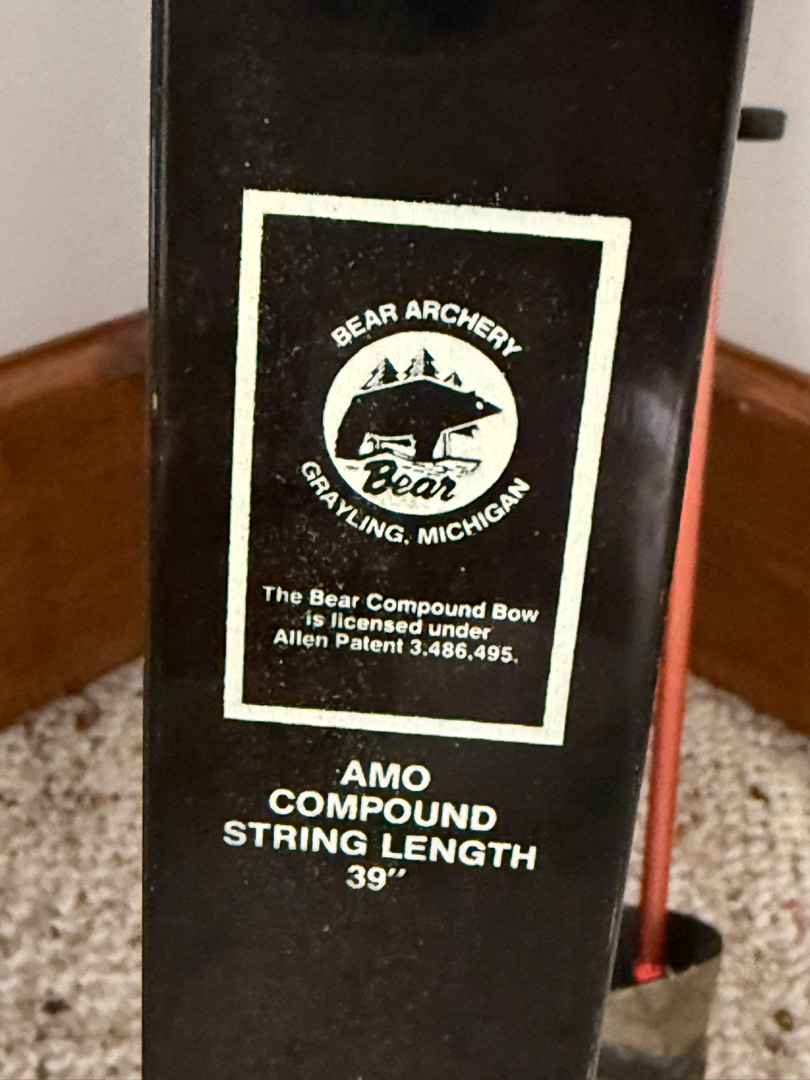 BEAR ARCHERY
Bear
GRAYLING, MICHIGAN
The Bear Compound Bow
is licensed under
Allen Patent 3,486,495.
AMO
COMPOUND
STRING LENGTH
39"